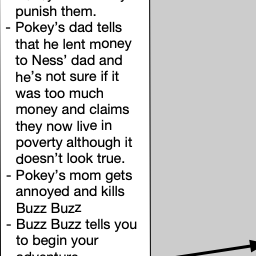 punish them.
- Pokey's dad tells
that he lent money
to Ness' dad and
he's not sure if it
was too much
money and claims
they now live in
poverty although it
doesn't look true.
- Pokey's mom gets
annoyed and kills
Buzz Buzz
- Buzz Buzz tells you
to begin your